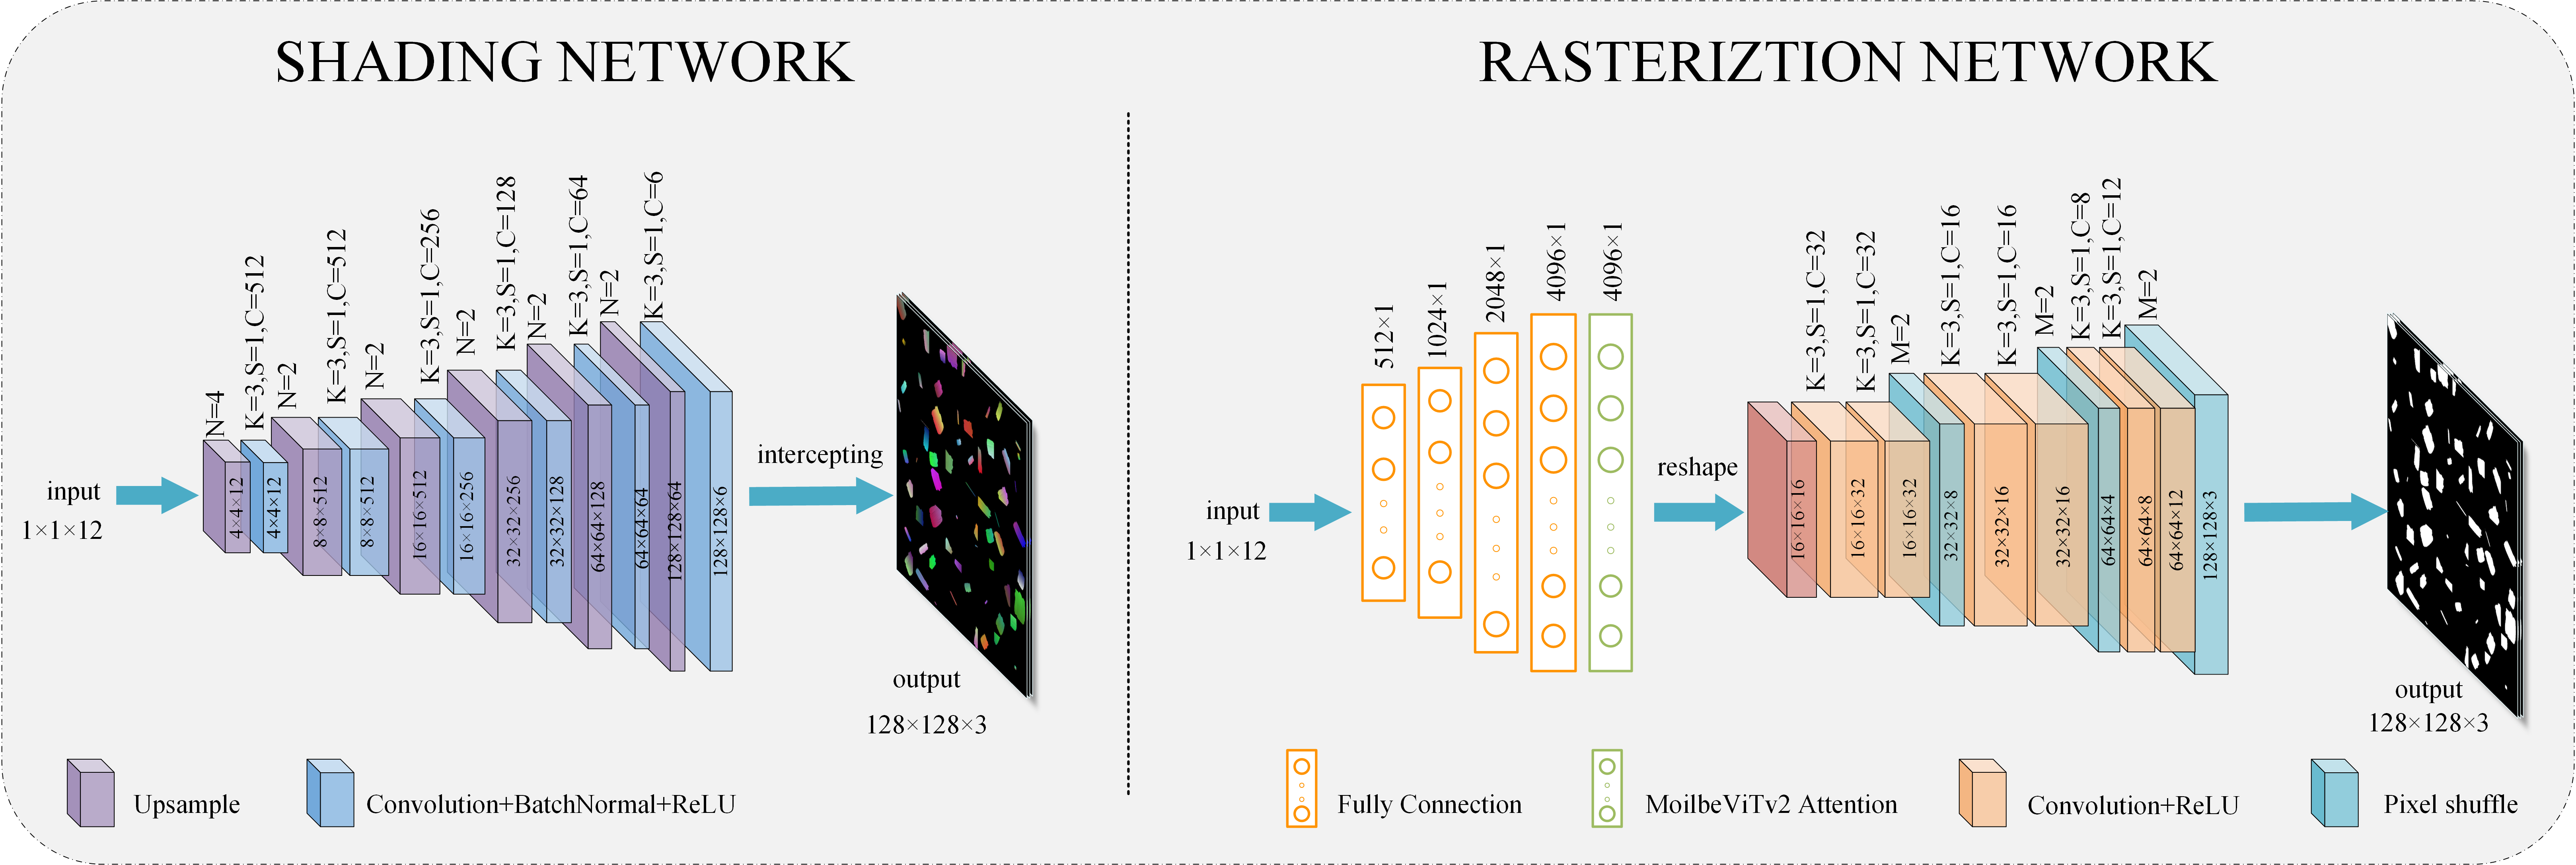 SHADING NETWORK
input
1×1×12
N=4
K=3,S=1,C=512
N=2
K=3,S=1,C=512
N=2
K=3,S=1,C=256
N=2
K=3,S=1,C=128
N=2
K=3,S=1,C=64
N=2
K=3,S=1,C=6
4×4×12
4×4×12
8×8×512
8×8×512
16×16×512
16×16×256
32×32×256
32×32×128
64×64×128
64×64×64
128×128×64
128×128×6
intercepting
output
128×128×3
Upsample
Convolution+BatchNormal+ReLU
RASTERIZTION NETWORK
input
1×1×12
512×1
1024×1
2048×1
4096×1
4096×1
reshape
K=3,S=1,C=32
K=3,S=1,C=32
M=2
K=3,S=1,C=16
K=3,S=1,C=16
M=2
K=3,S=1,C=8
K=3,S=1,C=12
M=2
16×16×16
16×16×32
16×16×32
32×32×8
32×32×16
32×32×16
64×64×4
64×64×8
64×64×12
128×128×3
output
128×128×3
Fully Connection
MoilbeViTv2 Attention
Convolution+ReLU
Pixel shuffle